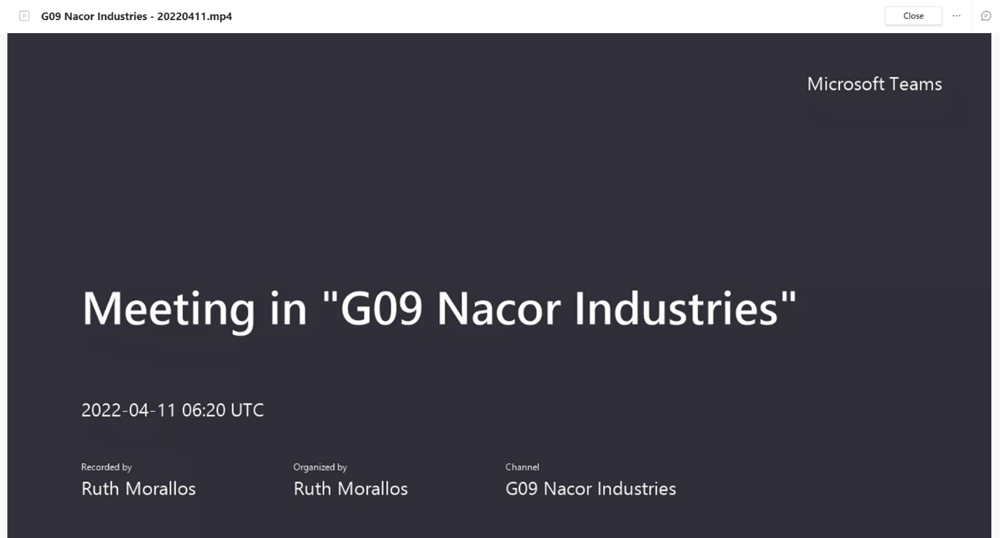 G09 Nacor Industries - 20220411.mp4
Close
Microsoft Teams
Meeting in "G09 Nacor Industries"
2022-04-11 06:20 UTC
Recorded by
Ruth Morallos
Organized by
Ruth Morallos
Channel
G09 Nacor Industries